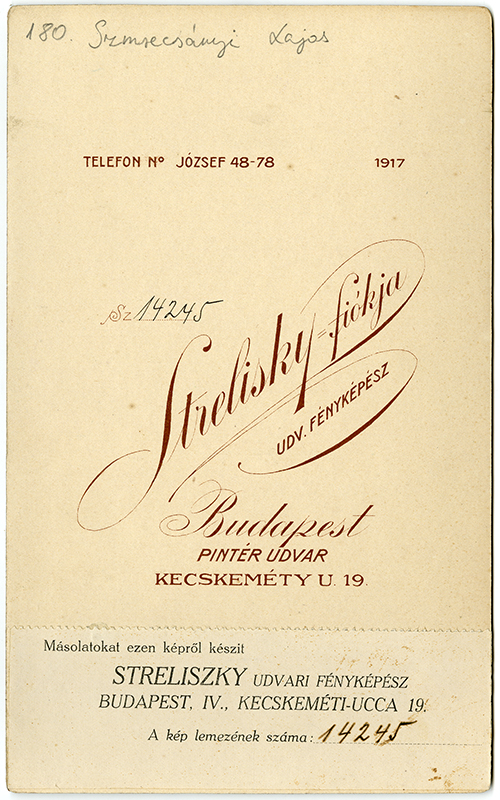 180. Szmrecsányi Lajos
TELEFON Nº JÓZSEF 48-78 1917
Sz 14245
Strelisky=fiókja
UDV. FÉNYKÉPÉSZ
Budapest
PINTÉR UDVAR
KECSKEMÉTY U. 19.
Másolatokat ezen képről készit
STRELISZKY UDVARI FÉNYKÉPÉSZ
BUDAPEST, IV., KECSKEMÉTI-UCCA 19.
A kép lemezének száma: 14245